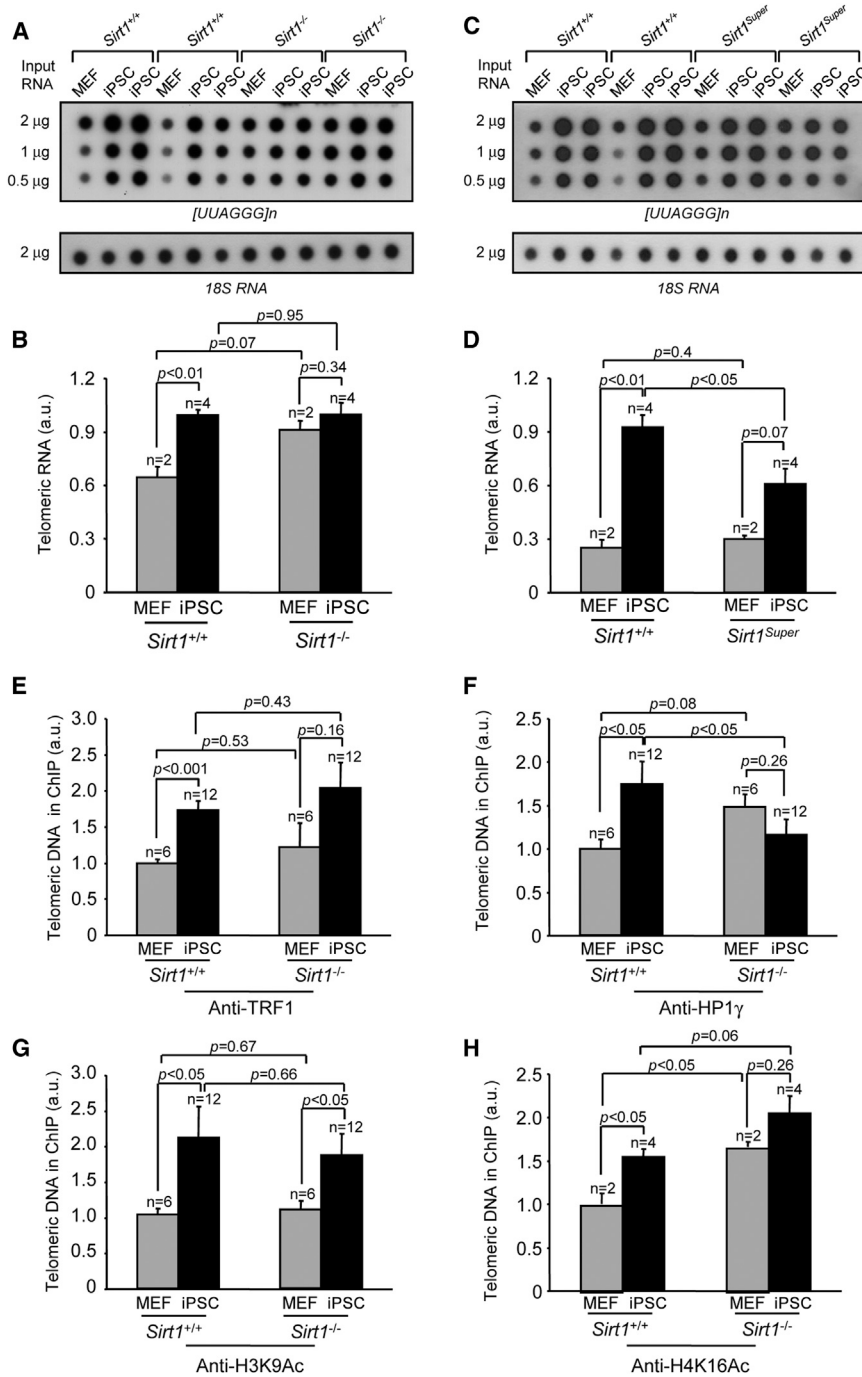 A
Sirt1+/+ Sirt1+/+ Sirt1-/- Sirt1-/-
Input RNA
MEF iPSC iPSC MEF iPSC iPSC MEF iPSC iPSC MEF iPSC iPSC
2 µg
1 µg
0.5 µg
[UUAGGG]n
2 µg
18S RNA
C
Sirt1+/+ Sirt1+/+ Sirt1Super Sirt1Super
Input RNA
MEF iPSC iPSC MEF iPSC iPSC MEF iPSC iPSC MEF iPSC iPSC
2 µg
1 µg
0.5 µg
[UUAGGG]n
2 µg
18S RNA
B
p=0.95
p=0.07
p<0.01
p=0.34
n=2
n=4
n=2
n=4
Telomeric RNA (a.u.)
1.2
0.9
0.6
0.3
0
MEF iPSC MEF iPSC
Sirt1+/+ Sirt1-/-
D
p=0.4
p<0.01
p<0.05
p=0.07
n=2
n=4
n=2
n=4
Telomeric RNA (a.u.)
1.2
0.9
0.6
0.3
0
MEF iPSC MEF iPSC
Sirt1+/+ Sirt1Super
E
p=0.43
p=0.53
p=0.16
p<0.001
n=6
n=12
n=6
n=12
Telomeric DNA in ChIP (a.u.)
3.0
2.5
2.0
1.5
1.0
0.5
0
MEF iPSC MEF iPSC
Sirt1+/+ Sirt1-/-
Anti-TRF1
F
p=0.08
p<0.05
p<0.05
p=0.26
n=6
n=12
n=6
n=12
Telomeric DNA in ChIP (a.u.)
2.5
2.0
1.5
1.0
0.5
0
MEF iPSC MEF iPSC
Sirt1+/+ Sirt1-/-
Anti-HP1γ
G
p=0.67
p<0.05
p=0.66
p<0.05
n=6
n=12
n=6
n=12
Telomeric DNA in ChIP (a.u.)
3.0
2.5
2.0
1.5
1.0
0.5
0
MEF iPSC MEF iPSC
Sirt1+/+ Sirt1-/-
Anti-H3K9Ac
H
p=0.06
p<0.05
p=0.26
p<0.05
n=2
n=4
n=2
n=4
Telomeric DNA in ChIP (a.u.)
2.5
2.0
1.5
1.0
0.5
0
MEF iPSC MEF iPSC
Sirt1+/+ Sirt1-/-
Anti-H4K16Ac